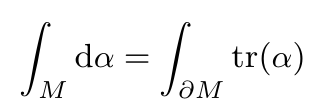 ∫_M dα = ∫_{∂M} tr(α)